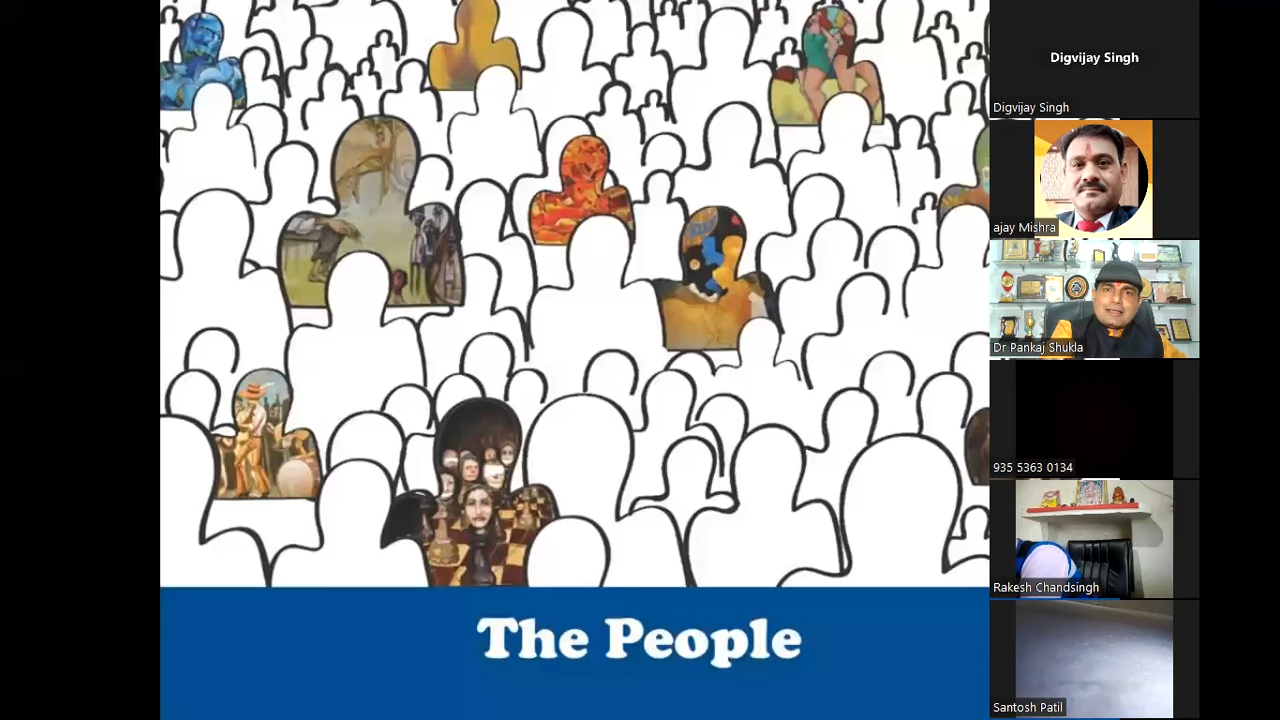 The People
Digvijay Singh
Digvijay Singh
ajay Mishra
Dr Pankaj Shukla
935 5363 0134
Rakesh Chandsingh
Santosh Patil